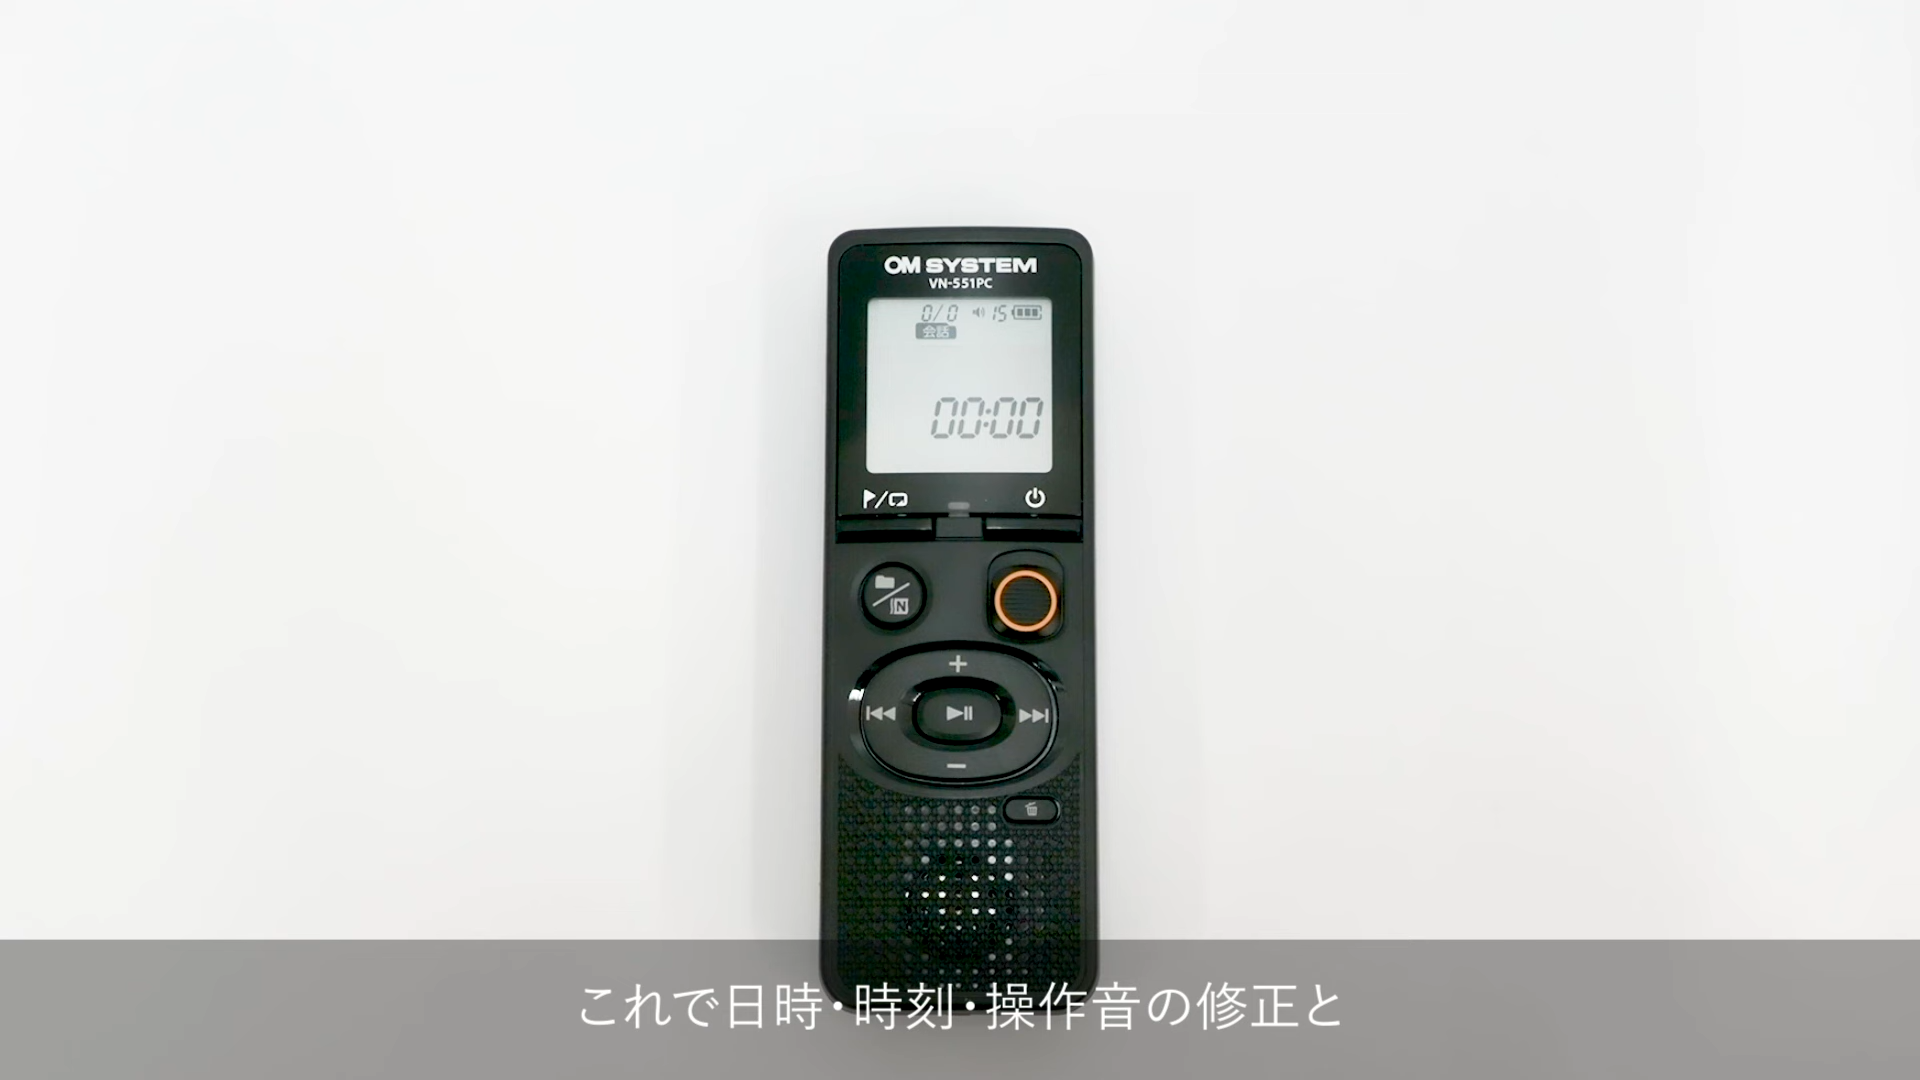 OM SYSTEM
VN-551PC
0/0 15
会話
00:00
N
これで日時・時刻・操作音の修正と